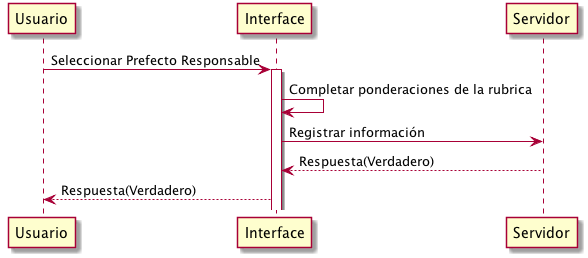 Usuario
Interface
Servidor
Seleccionar Prefecto Responsable
Completar ponderaciones de la rubrica
Registrar información
Respuesta(Verdadero)
Respuesta(Verdadero)
Usuario
Interface
Servidor